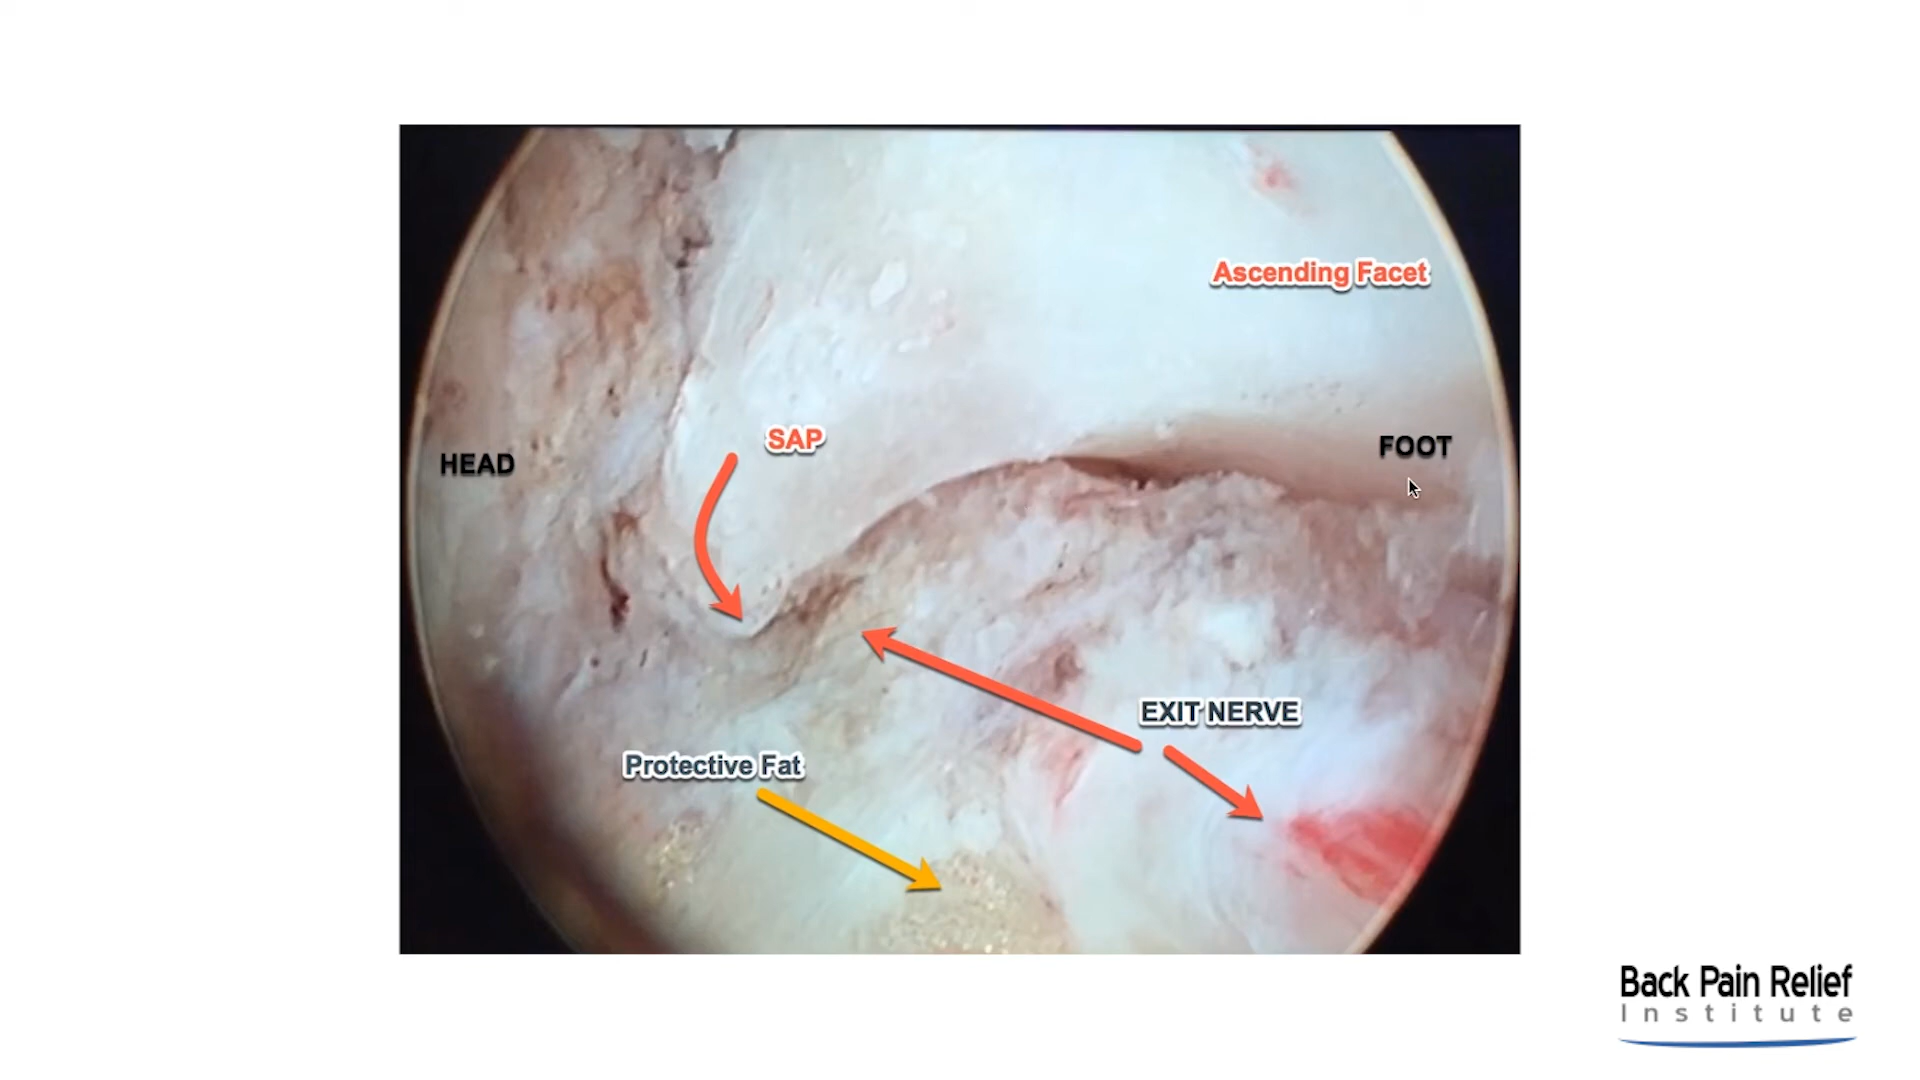 Ascending Facet
SAP
HEAD
FOOT
EXIT NERVE
Protective Fat
Back Pain Relief
Institute